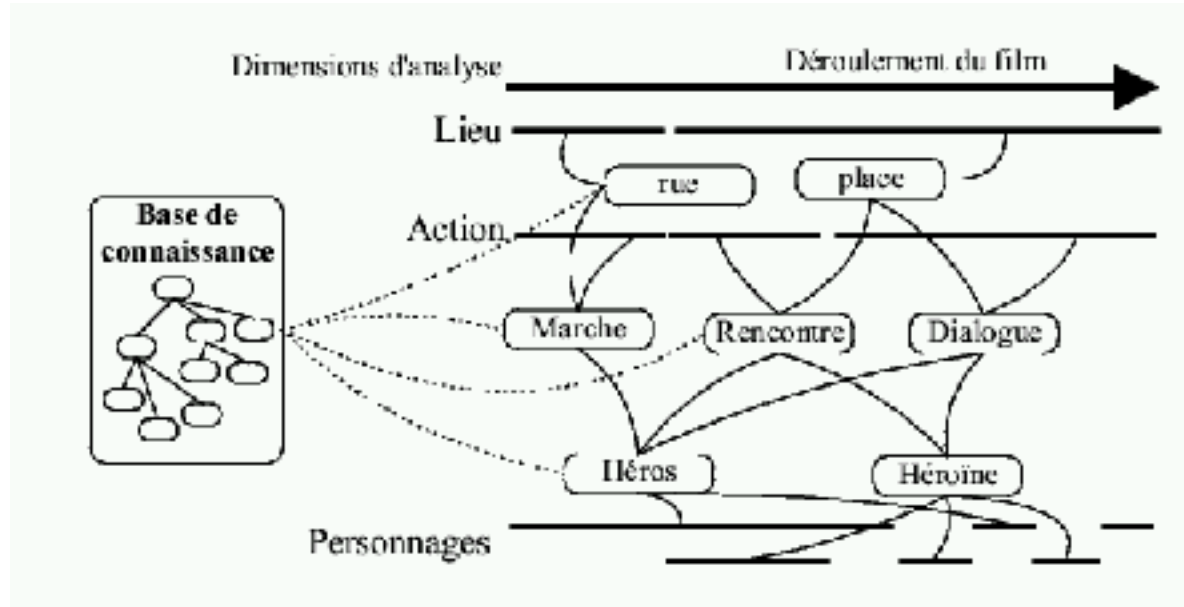 Dimensions d'analyse
Déroulement du film
Lieu
rue
place
Base de
connaissance
Action
Marche
Rencontre
Dialogue
Héros
Héroïne
Personnages